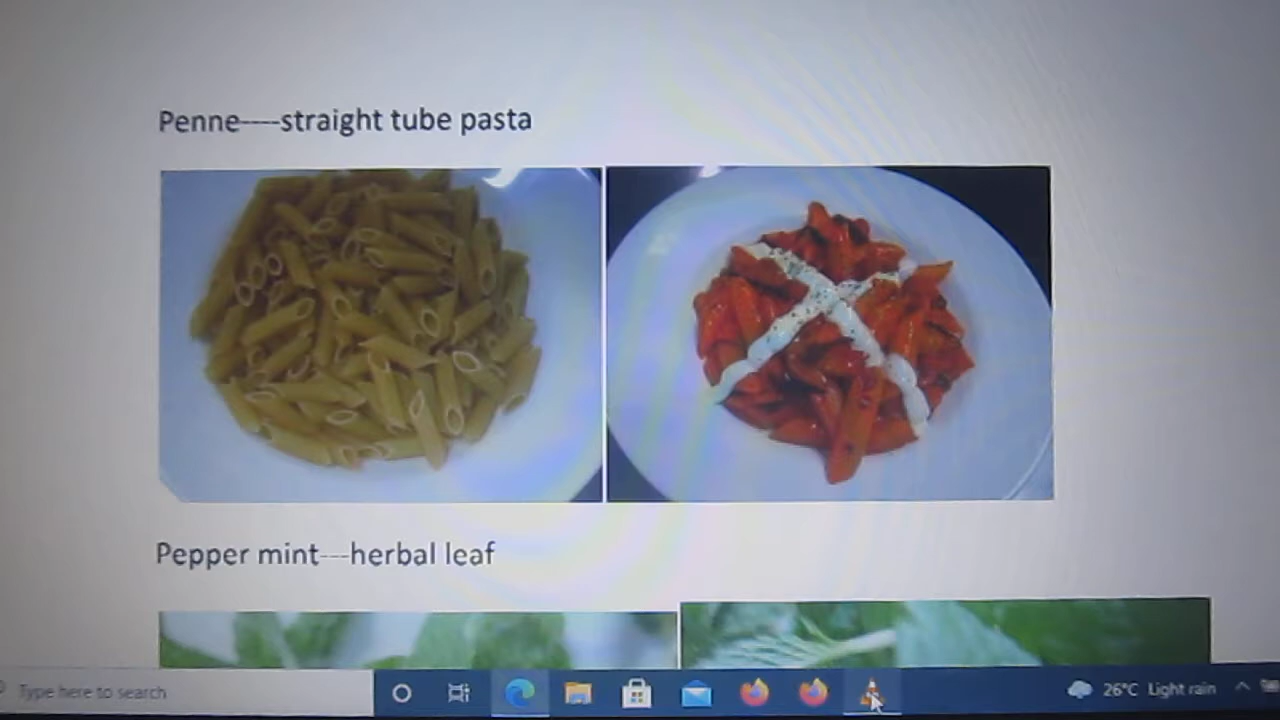 Penne----straight tube pasta
Pepper mint---herbal leaf
Type here to search
26°C Light rain